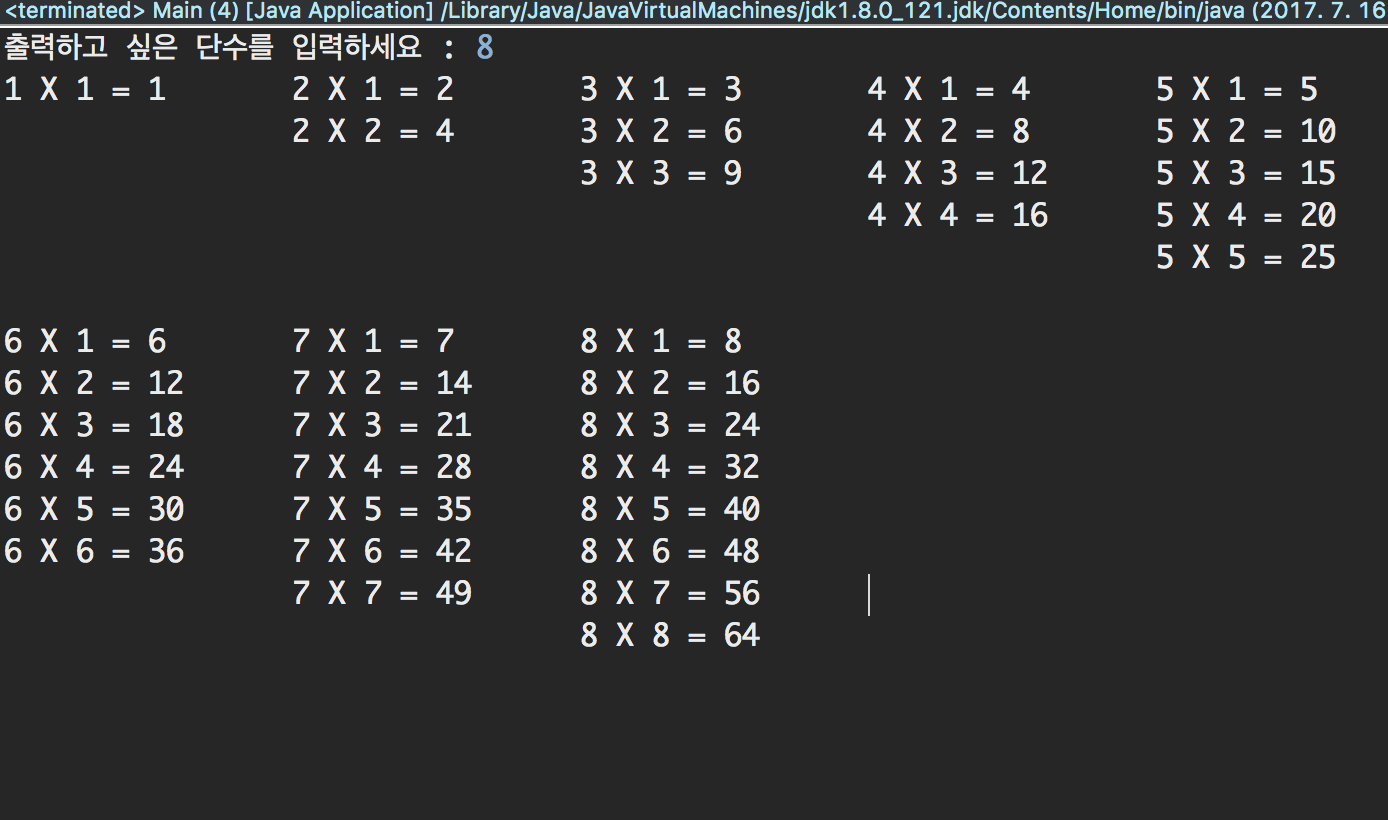 <terminated> Main (4) [Java Application] /Library/Java/JavaVirtualMachines/jdk1.8.0_121.jdk/Contents/Home/bin/java (2017. 7. 16
출력하고 싶은 단수를 입력하세요 : 8
1 X 1 = 1 2 X 1 = 2 3 X 1 = 3 4 X 1 = 4 5 X 1 = 5
2 X 2 = 4 3 X 2 = 6 4 X 2 = 8 5 X 2 = 10
3 X 3 = 9 4 X 3 = 12 5 X 3 = 15
4 X 4 = 16 5 X 4 = 20
5 X 5 = 25
6 X 1 = 6 7 X 1 = 7 8 X 1 = 8
6 X 2 = 12 7 X 2 = 14 8 X 2 = 16
6 X 3 = 18 7 X 3 = 21 8 X 3 = 24
6 X 4 = 24 7 X 4 = 28 8 X 4 = 32
6 X 5 = 30 7 X 5 = 35 8 X 5 = 40
6 X 6 = 36 7 X 6 = 42 8 X 6 = 48
7 X 7 = 49 8 X 7 = 56
8 X 8 = 64